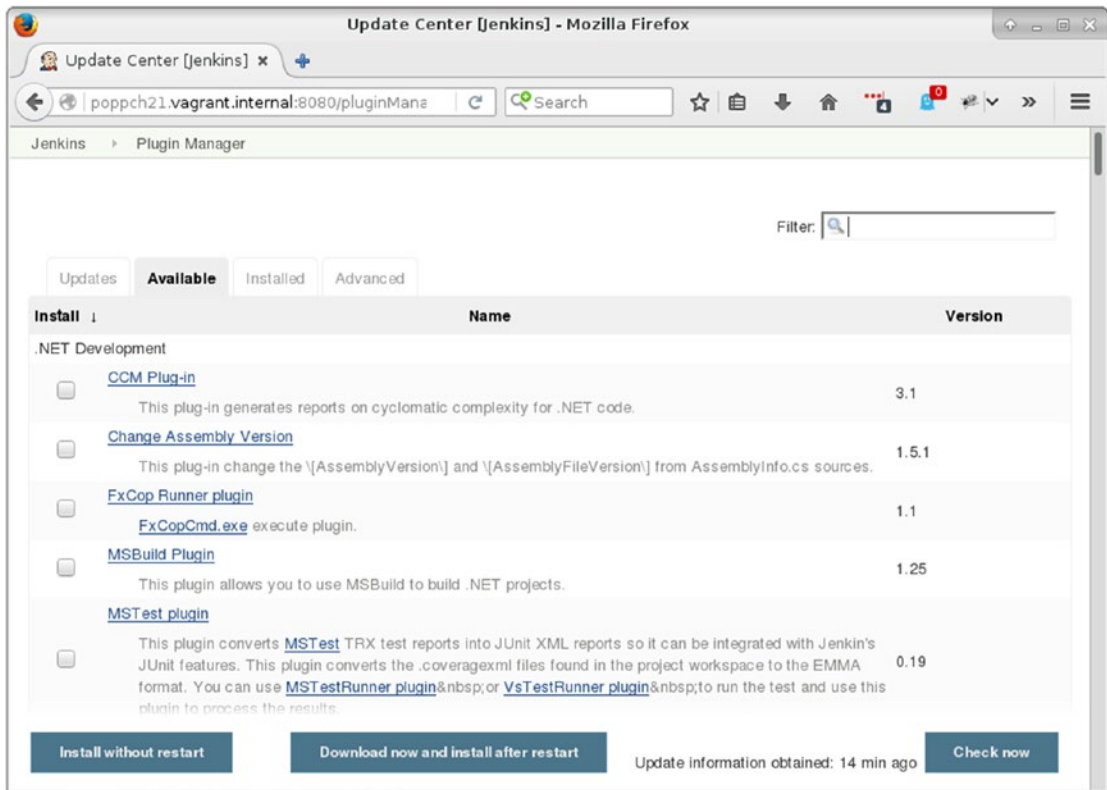 Update Center [Jenkins] - Mozilla Firefox
Update Center [Jenkins]
poppch21.vagrant.internal:8080/pluginMana
Search
4
0
Jenkins
Plugin Manager
Filter:
Updates
Available
Installed
Advanced
Install ↓
Name
Version
.NET Development
CCM Plug-in
This plug-in generates reports on cyclomatic complexity for .NET code.
3.1
Change Assembly Version
This plug-in change the \[AssemblyVersion\] and \[AssemblyFileVersion\] from AssemblyInfo.cs sources.
1.5.1
FxCop Runner plugin
FxCopCmd.exe execute plugin.
1.1
MSBuild Plugin
This plugin allows you to use MSBuild to build .NET projects.
1.25
MSTest plugin
This plugin converts MSTest TRX test reports into JUnit XML reports so it can be integrated with Jenkin's
JUnit features. This plugin converts the .coveragexml files found in the project workspace to the EMMA
format. You can use MSTestRunner plugin&nbsp;or VsTestRunner plugin&nbsp;to run the test and use this
plugin to process the results.
0.19
Install without restart
Download now and install after restart
Update information obtained: 14 min ago
Check now